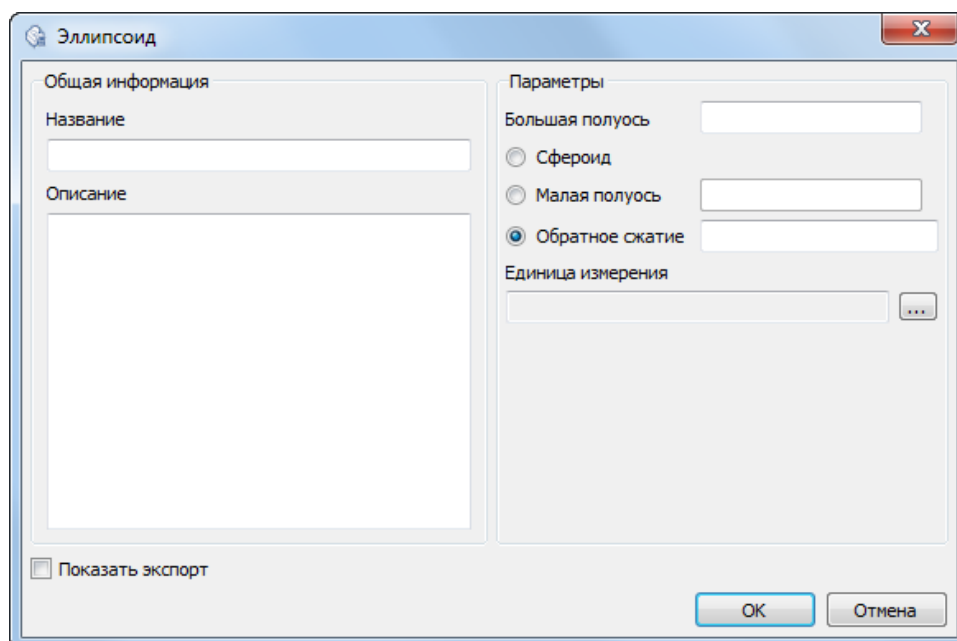 Эллипсоид
Общая информация
Название
Описание
Параметры
Большая полуось
Сфероид
Малая полуось
Обратное сжатие
Единица измерения
...
Показать экспорт
OK
Отмена